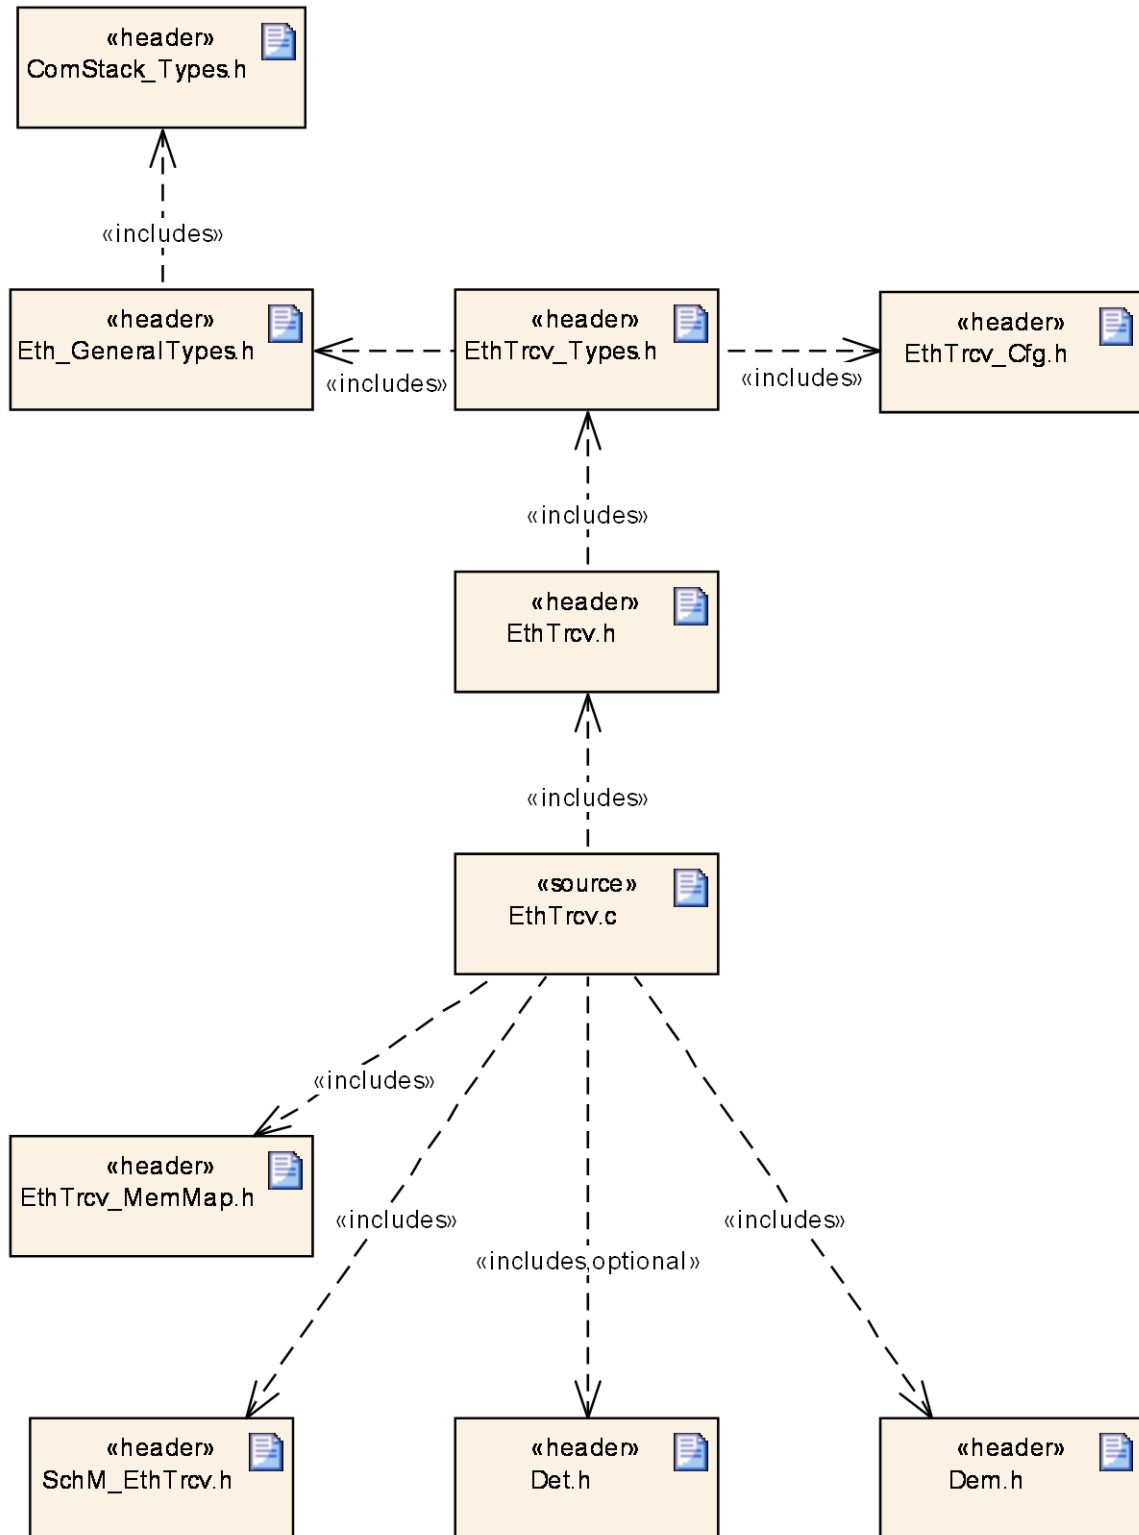 «header»
ComStack_Types.h
«includes»
«header»
Eth_GeneralTypes.h
«includes»
«header»
EthTrcv_Types.h
«includes»
«header»
EthTrcv_Cfg.h
«includes»
«header»
EthTrcv.h
«includes»
«source»
EthTrcv.c
«includes»
«header»
EthTrcv_MemMap.h
«includes»
«includes,optional»
«includes»
«header»
SchM_EthTrcv.h
«header»
Det.h
«header»
Dem.h